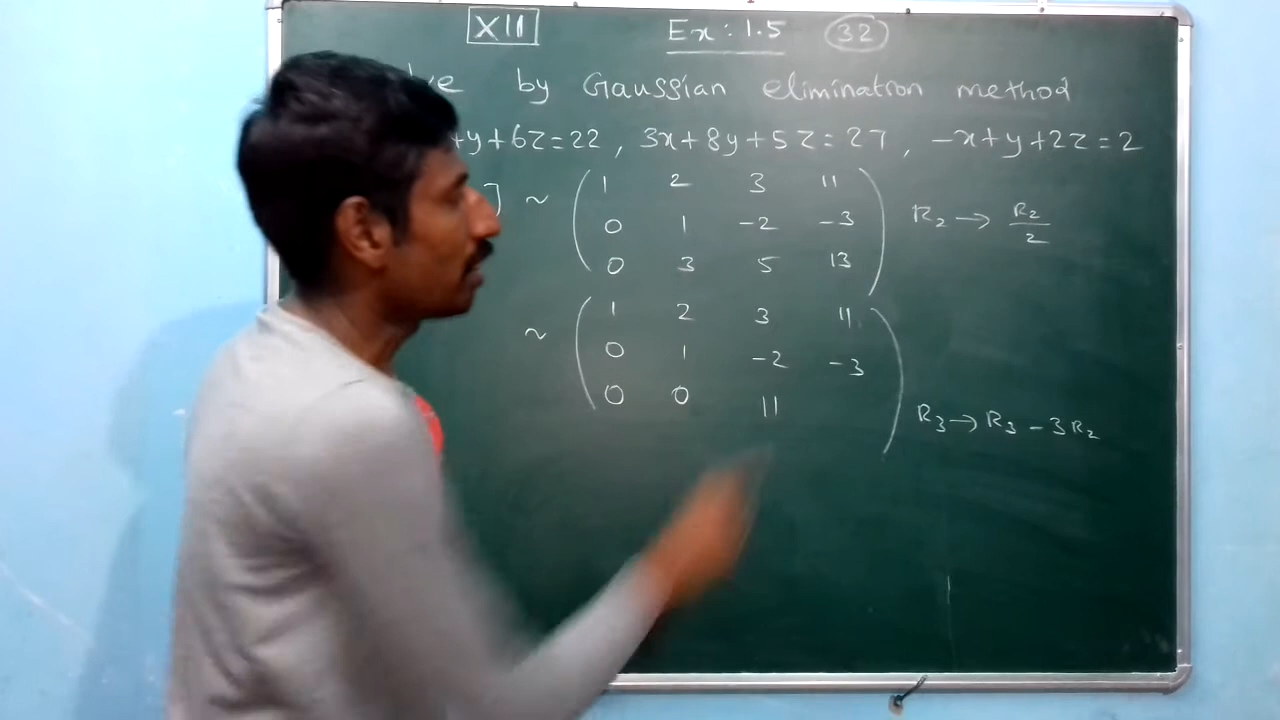 XII Ex: 1.5 32
by Gaussian elimination method
+y+6z=22, 3x+8y+5z=27, -x+y+2z=2
] ~ ( 1 2 3 11
0 1 -2 -3
0 3 5 13 ) R2 → R2/2
~ ( 1 2 3 11
0 1 -2 -3
0 0 11 ) R3 → R3 - 3R2